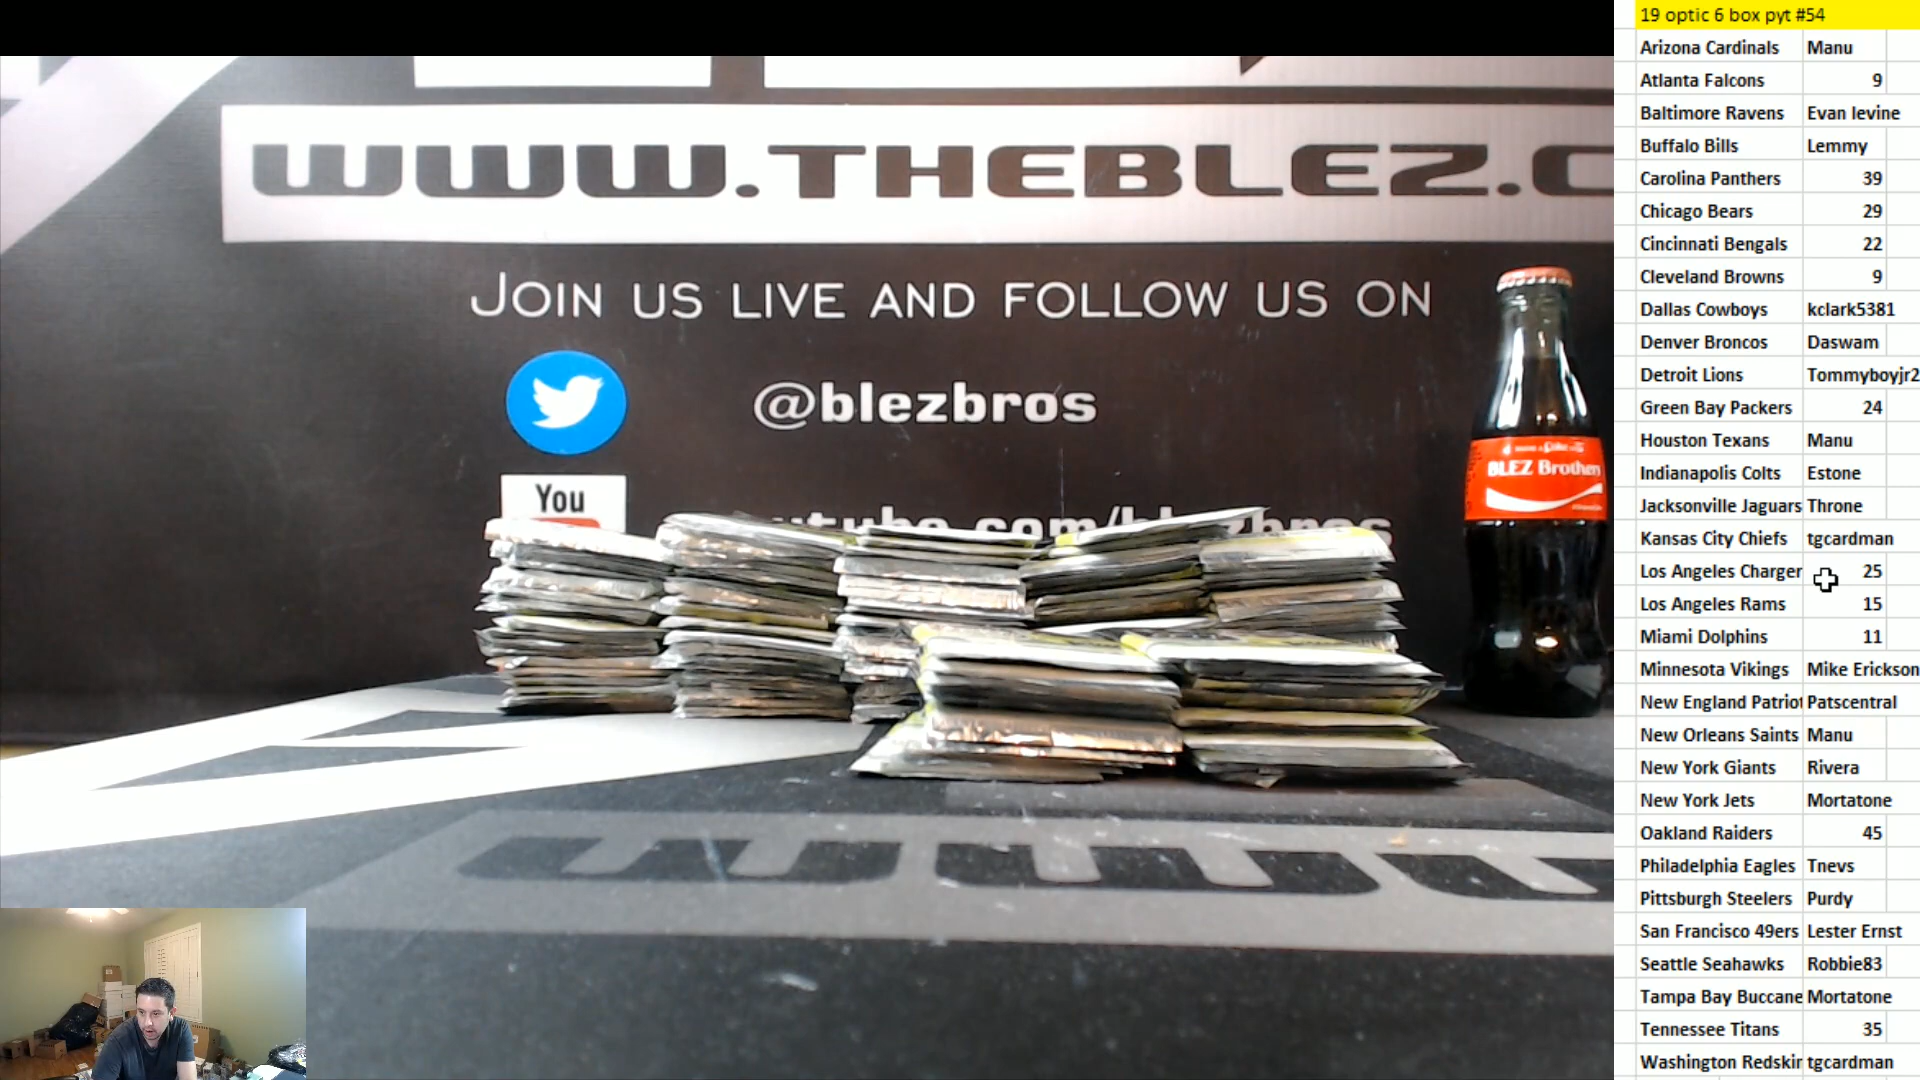 WWW.THEBLEZ.C
JOIN US LIVE AND FOLLOW US ON
@blezbros
You
youtube.com/blezbros
BLEZ Brothers
19 optic 6 box pyt #54
Arizona Cardinals Manu
Atlanta Falcons 9
Baltimore Ravens Evan levine
Buffalo Bills Lemmy
Carolina Panthers 39
Chicago Bears 29
Cincinnati Bengals 22
Cleveland Browns 9
Dallas Cowboys kclark5381
Denver Broncos Daswam
Detroit Lions Tommyboyjr2
Green Bay Packers 24
Houston Texans Manu
Indianapolis Colts Estone
Jacksonville Jaguars Throne
Kansas City Chiefs tgcardman
Los Angeles Charger 25
Los Angeles Rams 15
Miami Dolphins 11
Minnesota Vikings Mike Erickson
New England Patriot Patscentral
New Orleans Saints Manu
New York Giants Rivera
New York Jets Mortatone
Oakland Raiders 45
Philadelphia Eagles Tnevs
Pittsburgh Steelers Purdy
San Francisco 49ers Lester Ernst
Seattle Seahawks Robbie83
Tampa Bay Buccane Mortatone
Tennessee Titans 35
Washington Redskin tgcardman